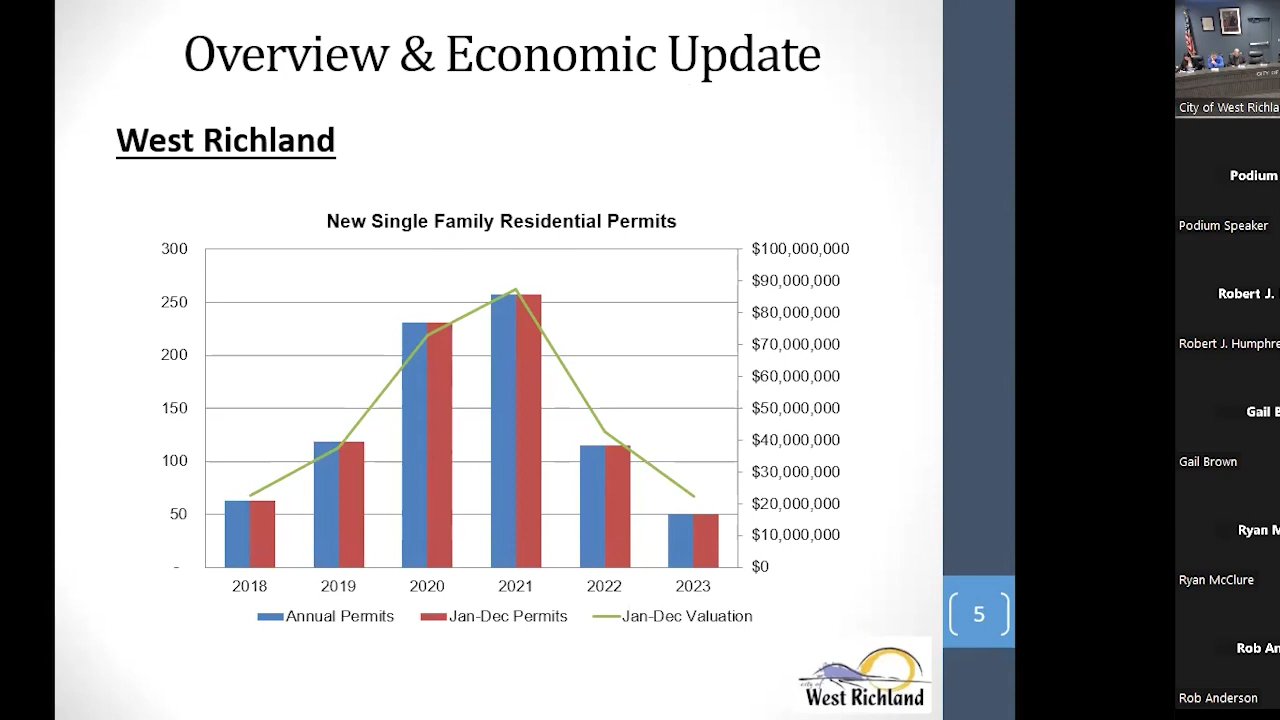 Overview & Economic Update
West Richland
New Single Family Residential Permits
300
250
200
150
100
50
-
$100,000,000
$90,000,000
$80,000,000
$70,000,000
$60,000,000
$50,000,000
$40,000,000
$30,000,000
$20,000,000
$10,000,000
$0
2018 2019 2020 2021 2022 2023
Annual Permits Jan-Dec Permits Jan-Dec Valuation
5
city of
West Richland
CITY OF
City of West Richla
Podium
Podium Speaker
Robert J.
Robert J. Humphre
Gail B
Gail Brown
Ryan M
Ryan McClure
Rob An
Rob Anderson